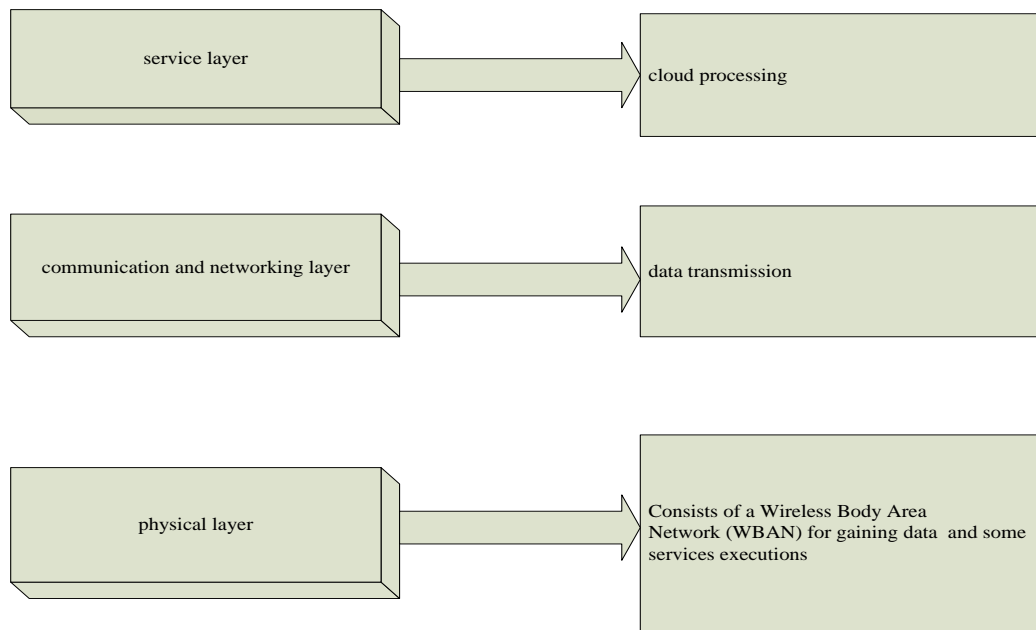 service layer
cloud processing
communication and networking layer
data transmission
physical layer
Consists of a Wireless Body Area
Network (WBAN) for gaining data  and some
services executions